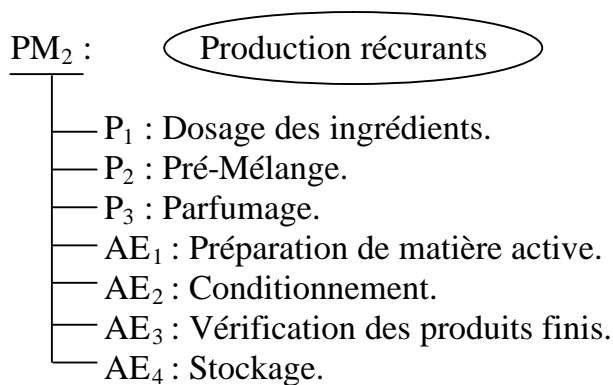 PM₂ : Production récurants
P₁ : Dosage des ingrédients.
P₂ : Pré-Mélange.
P₃ : Parfumage.
AE₁ : Préparation de matière active.
AE₂ : Conditionnement.
AE₃ : Vérification des produits finis.
AE₄ : Stockage.